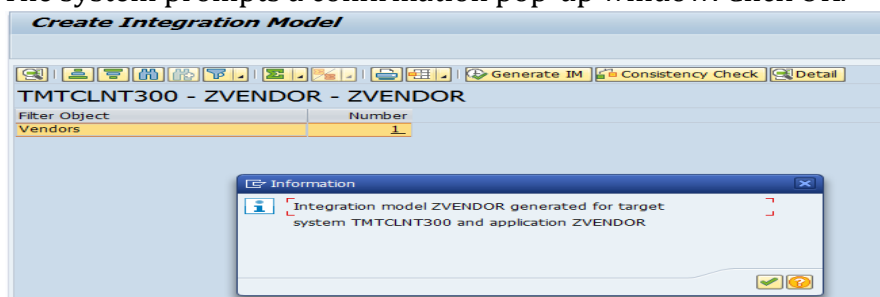 The system prompts a confirmation pop-up window. Click OK.
Create Integration Model
Generate IM Consistency Check Detail
TMTCLNT300 - ZVENDOR - ZVENDOR
Filter Object Number
Vendors 1
Information
Integration model ZVENDOR generated for target
system TMTCLNT300 and application ZVENDOR